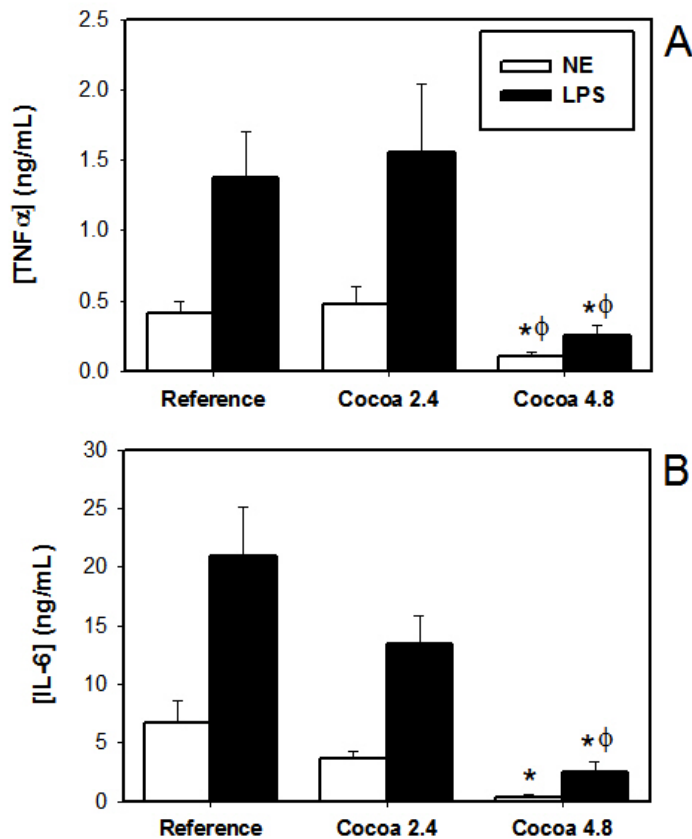 A
[TNFα] (ng/mL)
2.5
2.0
1.5
1.0
0.5
0.0
NE
LPS
*ϕ
*ϕ
Reference Cocoa 2.4 Cocoa 4.8
B
[IL-6] (ng/mL)
30
25
20
15
10
5
0
*
*ϕ
Reference Cocoa 2.4 Cocoa 4.8